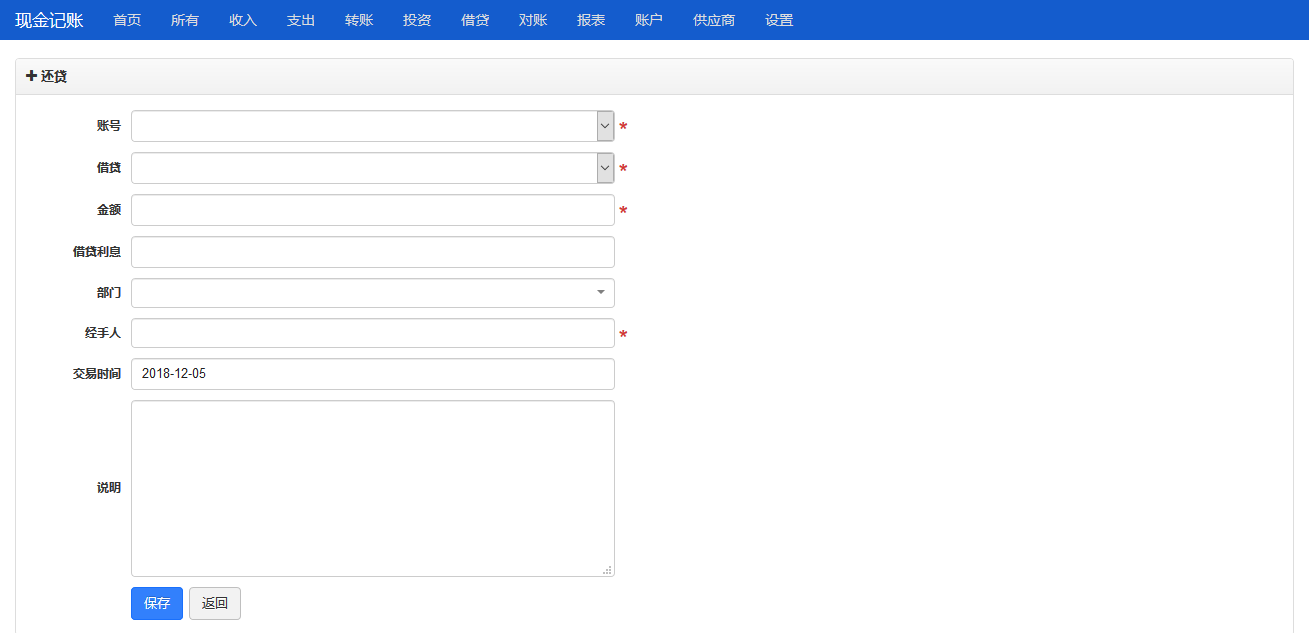 现金记账 首页 所有 收入 支出 转账 投资 借贷 对账 报表 账户 供应商 设置
还贷
账号 *
借贷 *
金额 *
借贷利息
部门
经手人 *
交易时间 2018-12-05
说明
保存 返回